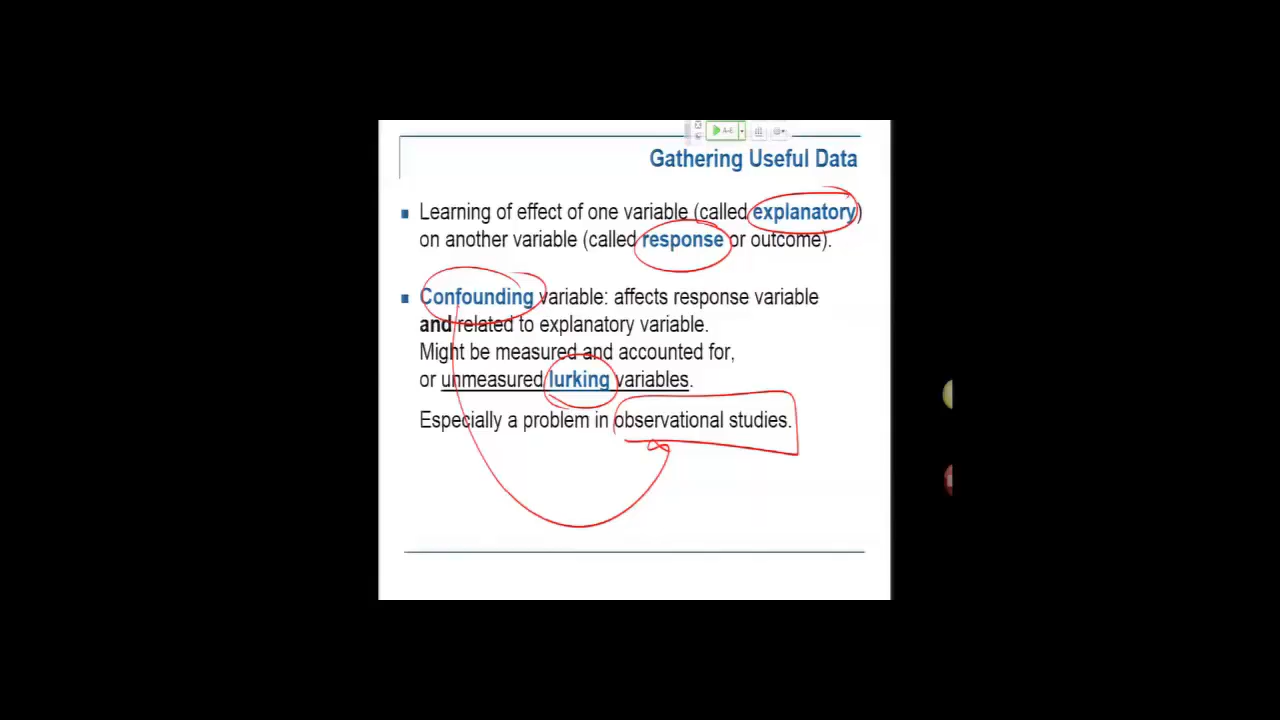 A-E
Gathering Useful Data
Learning of effect of one variable (called explanatory)
on another variable (called response or outcome).
Confounding variable: affects response variable
and related to explanatory variable.
Might be measured and accounted for,
or unmeasured lurking variables.
Especially a problem in observational studies.